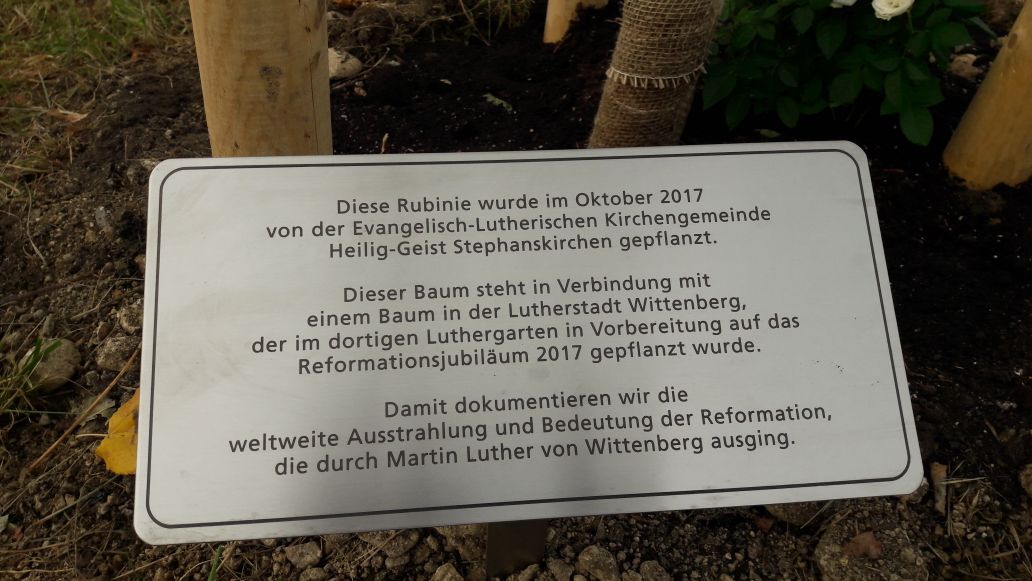 Diese Rubinie wurde im Oktober 2017
von der Evangelisch-Lutherischen Kirchengemeinde
Heilig-Geist Stephanskirchen gepflanzt.
Dieser Baum steht in Verbindung mit
einem Baum in der Lutherstadt Wittenberg,
der im dortigen Luthergarten in Vorbereitung auf das
Reformationsjubiläum 2017 gepflanzt wurde.
Damit dokumentieren wir die
weltweite Ausstrahlung und Bedeutung der Reformation,
die durch Martin Luther von Wittenberg ausging.